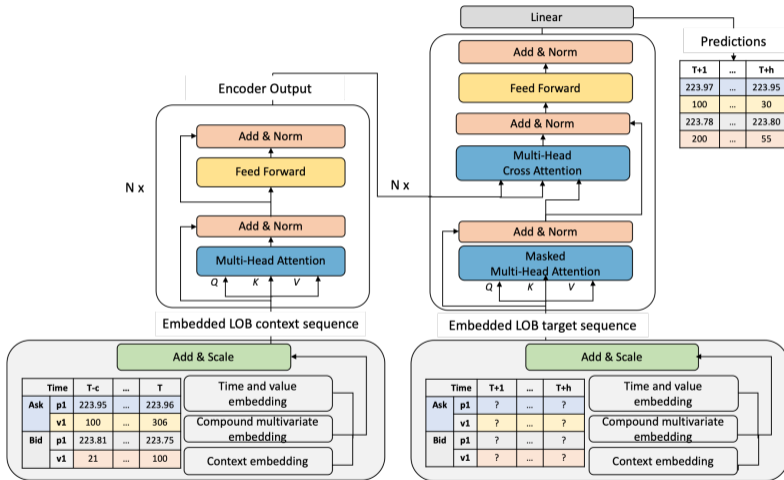 Linear
Predictions
T+1 ... T+h
223.97 ... 223.95
100 ... 30
223.78 ... 223.80
200 ... 55
Add & Norm
Feed Forward
Add & Norm
Multi-Head
Cross Attention
N x
Add & Norm
Masked
Multi-Head Attention
Q K V
Encoder Output
Add & Norm
Feed Forward
N x
Add & Norm
Multi-Head Attention
Q K V
Embedded LOB context sequence
Add & Scale
Time T-c ... T
Ask p1 223.95 ... 223.96
v1 100 ... 306
Bid p1 223.81 ... 223.75
v1 21 ... 100
Time and value
embedding
Compound multivariate
embedding
Context embedding
Embedded LOB target sequence
Add & Scale
Time T+1 ... T+h
Ask p1 ? ... ?
v1 ? ... ?
Bid p1 ? ... ?
v1 ? ... ?
Time and value
embedding
Compound multivariate
embedding
Context embedding